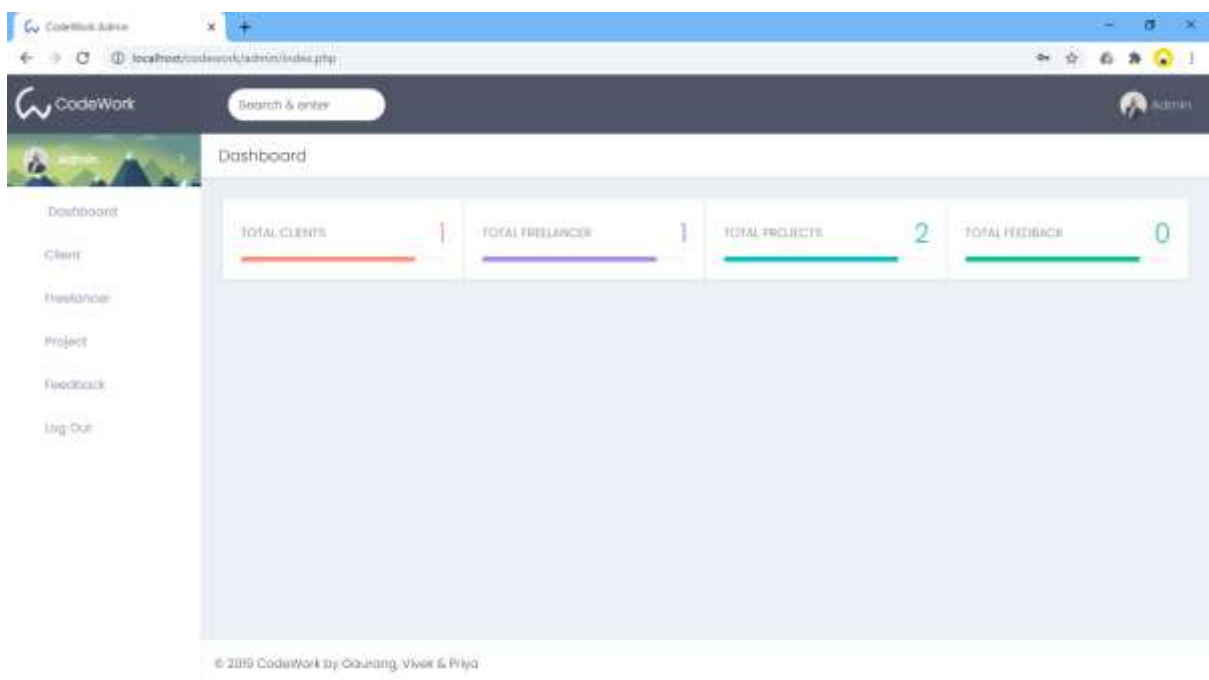 CodeWork Admin
localhost/codework/admin/index.php
CodeWork
Search & enter
Admin
Admin
Dashboard
Dashboard
Client
Freelancer
Project
Feedback
Log Out
TOTAL CLIENTS
1
TOTAL FREELANCER
1
TOTAL PROJECTS
2
TOTAL FEEDBACK
0
© 2019 CodeWork by Gaurang, Vivek & Priya